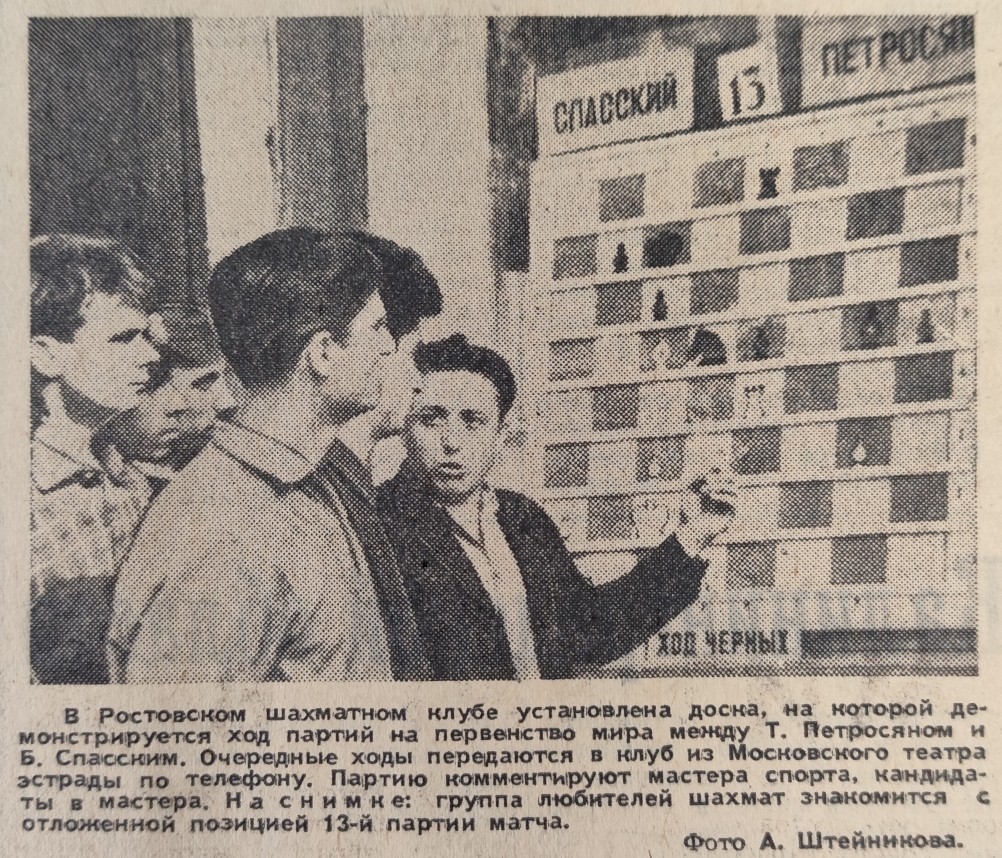 СПАССКИЙ 13 ПЕТРОСЯН
ХОД ЧЕРНЫХ
В Ростовском шахматном клубе установлена доска, на которой де-
монстрируется ход партий на первенство мира между Т. Петросяном и
Б. Спасским. Очередные ходы передаются в клуб из Московского театра
эстрады по телефону. Партию комментируют мастера спорта, кандида-
ты в мастера. На снимке: группа любителей шахмат знакомится с
отложенной позицией 13-й партии матча.
Фото А. Штейникова.